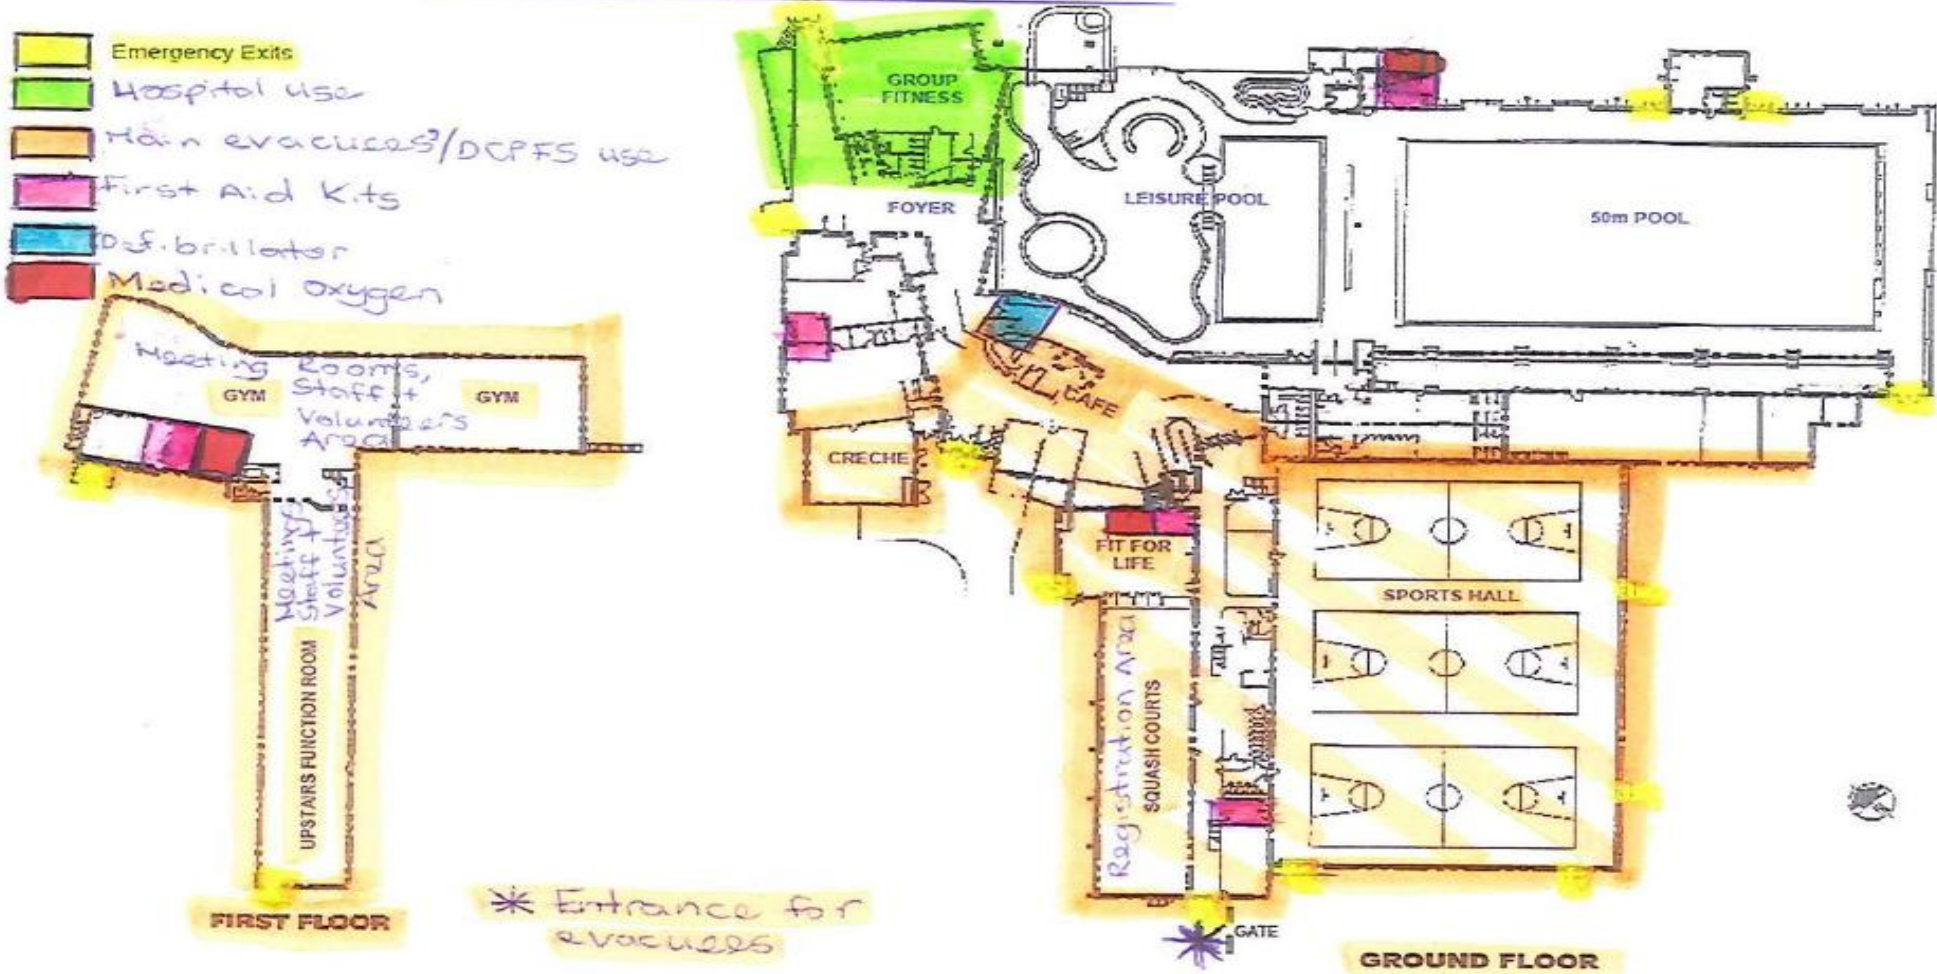 Emergency Exits
Hospital use
Main evacuees'/DCPFS use
First Aid Kits
Defibrillator
Medical Oxygen
Meeting Rooms,
Staff +
Volunteers
Area
GYM
GYM
Meetings
Staff +
Volunteers
Area
UPSTAIRS FUNCTION ROOM
FIRST FLOOR
* Entrance for
evacuees
GROUP
FITNESS
FOYER
LEISURE POOL
50m POOL
CAFE
CRECHE
FIT FOR
LIFE
SPORTS HALL
Registration Area
SQUASH COURTS
GATE
GROUND FLOOR